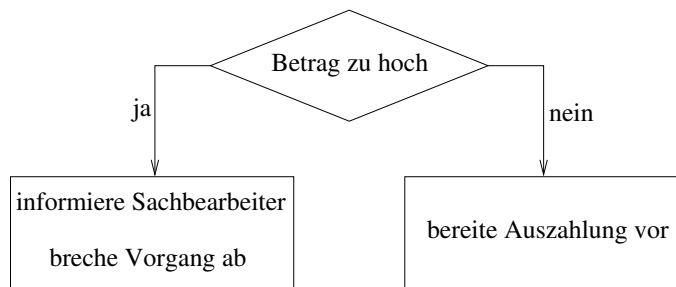 Betrag zu hoch
ja
nein
informiere Sachbearbeiter
breche Vorgang ab
bereite Auszahlung vor